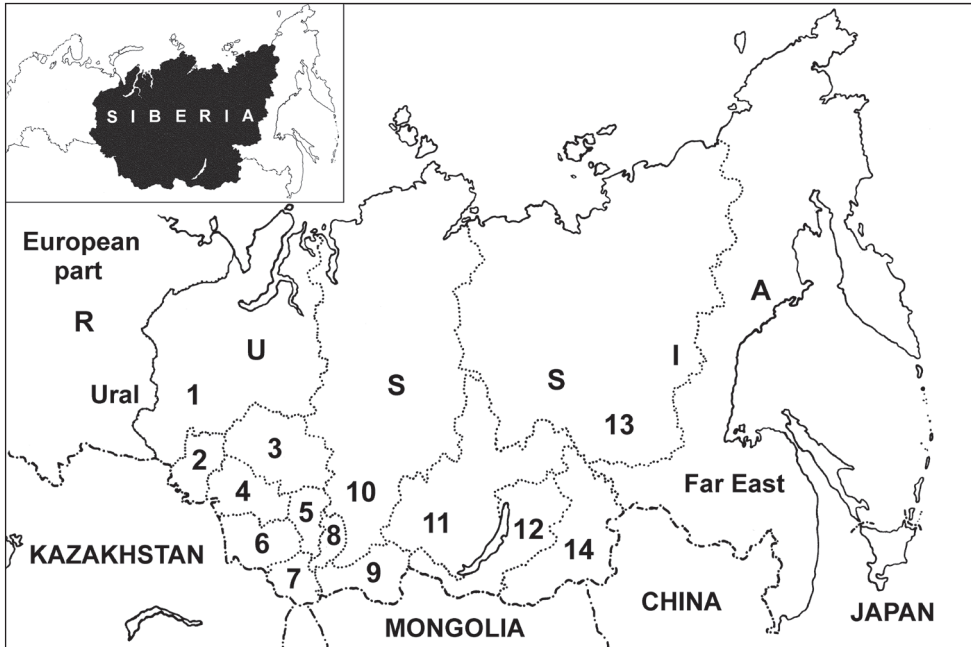 SIBERIA
European
part
R
A
U
I
Ural
1
S
S
13
3
2
10
Far East
4
5
11
12
6
8
14
KAZAKHSTAN
7
9
CHINA
JAPAN
MONGOLIA